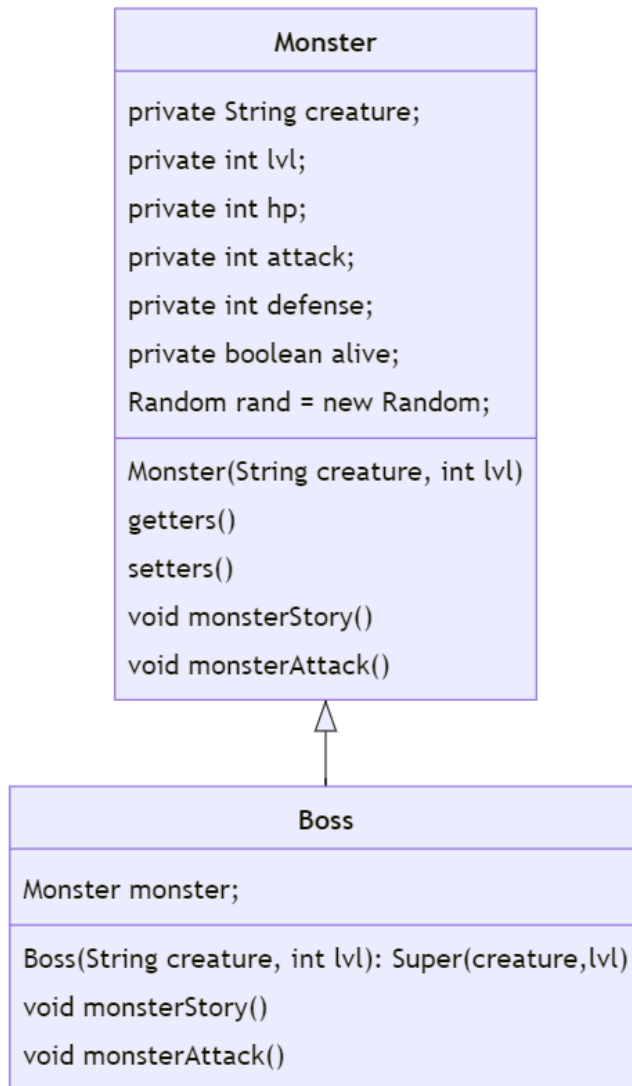 Monster
private String creature;
private int lvl;
private int hp;
private int attack;
private int defense;
private boolean alive;
Random rand = new Random;
Monster(String creature, int lvl)
getters()
setters()
void monsterStory()
void monsterAttack()
Boss
Monster monster;
Boss(String creature, int lvl): Super(creature,lvl)
void monsterStory()
void monsterAttack()